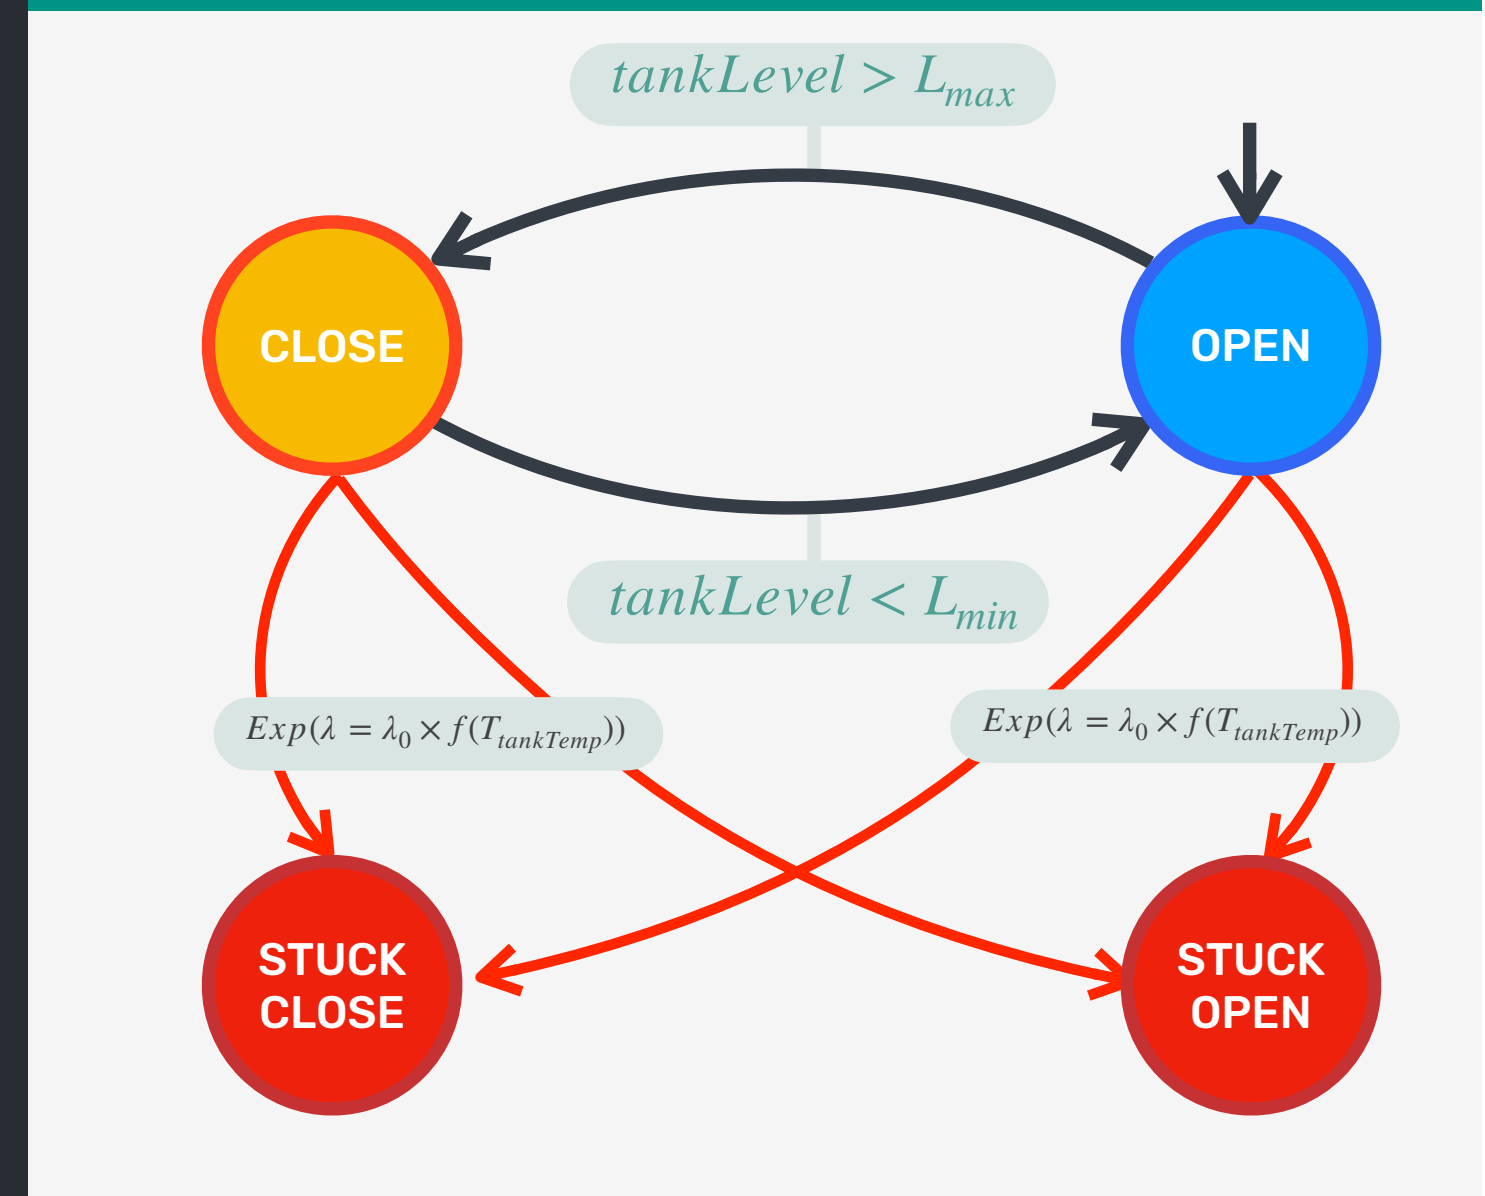 tankLevel > L_max
CLOSE
OPEN
tankLevel < L_min
Exp(λ = λ_0 × f(T_tankTemp))
Exp(λ = λ_0 × f(T_tankTemp))
STUCK
CLOSE
STUCK
OPEN